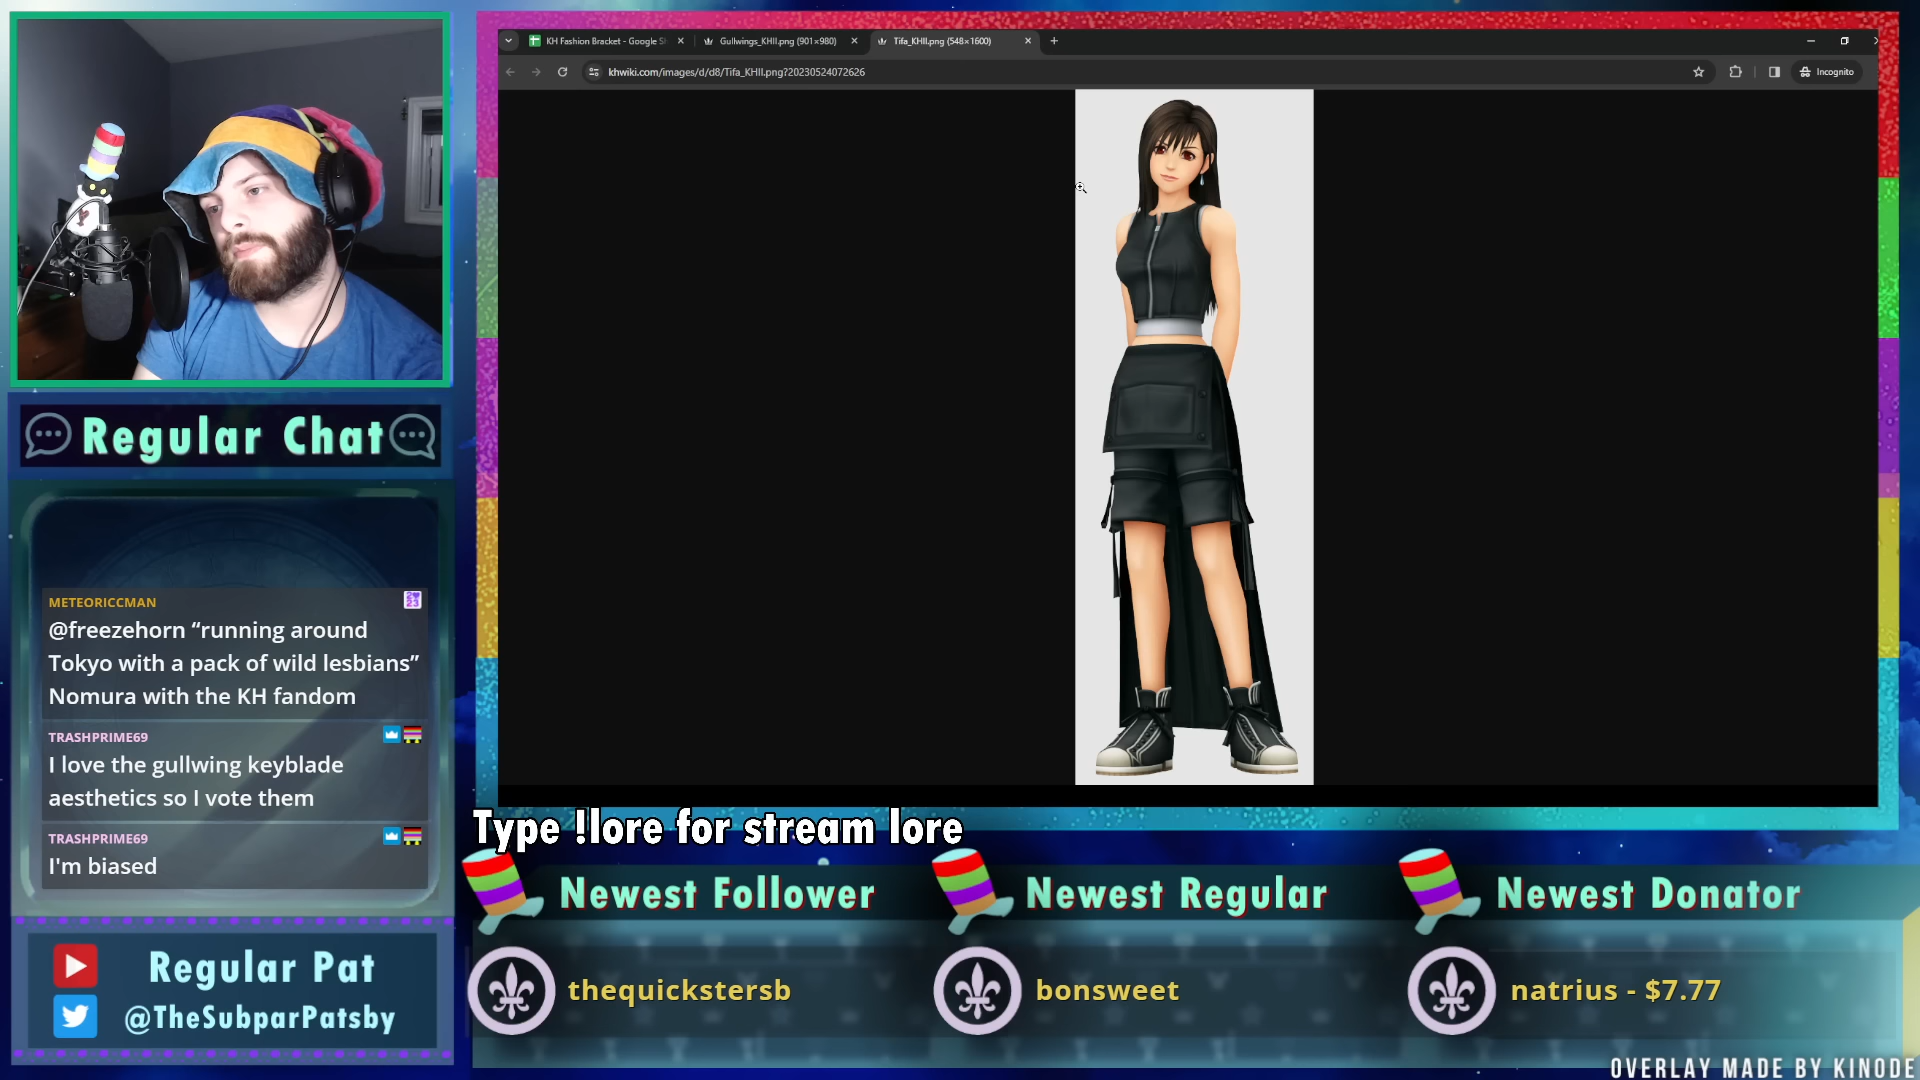 KH Fashion Bracket - Google Sh
Gullwings_KHII.png (901×980)
Tifa_KHII.png (548×1600)
khwiki.com/images/d/d8/Tifa_KHII.png?20230524072626
Incognito
Regular Chat
METEORICCMAN
@freezehorn “running around
Tokyo with a pack of wild lesbians”
Nomura with the KH fandom
TRASHPRIME69
I love the gullwing keyblade
aesthetics so I vote them
TRASHPRIME69
I'm biased
Regular Pat
@TheSubparPatsby
Type !lore for stream lore
Newest Follower
thequickstersb
Newest Regular
bonsweet
Newest Donator
natrius - $7.77
OVERLAY MADE BY KINODE